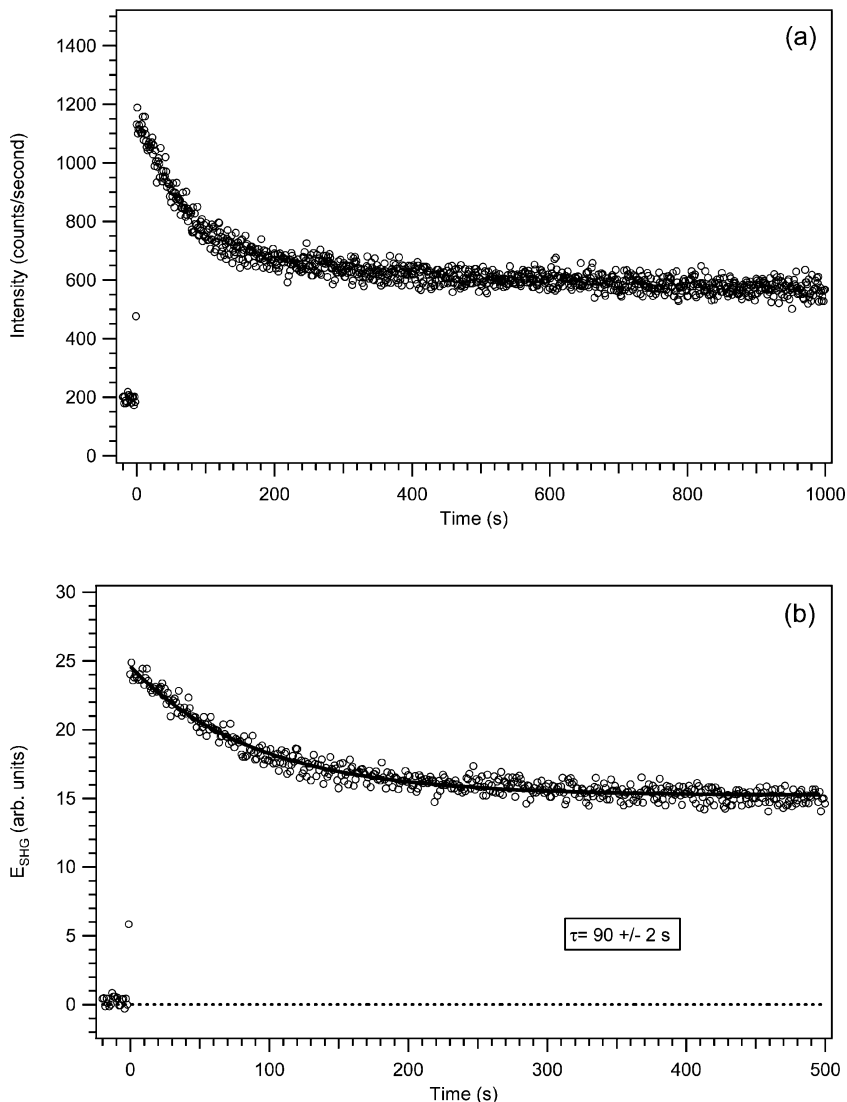 (a)
Intensity (counts/second)
1400
1200
1000
800
600
400
200
0
0 200 400 600 800 1000
Time (s)
(b)
E_SHG (arb. units)
30
25
20
15
10
5
0
τ= 90 +/- 2 s
0 100 200 300 400 500
Time (s)